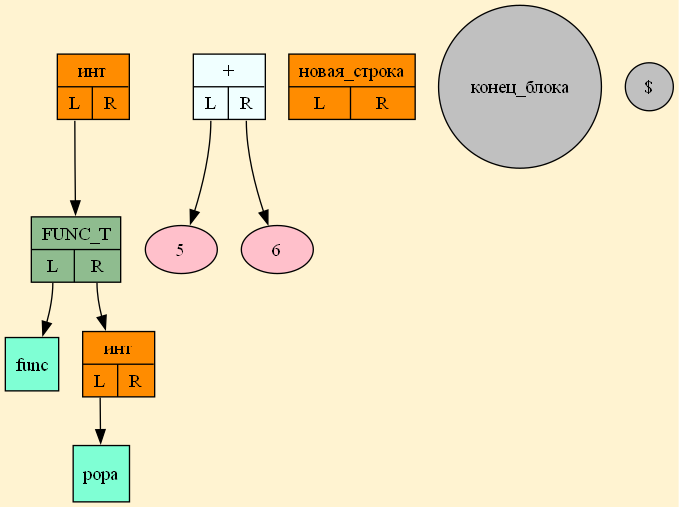 инт
L R
+
L R
новая_строка
L R
конец_блока
$
FUNC_T
L R
5
6
func
инт
L R
popa